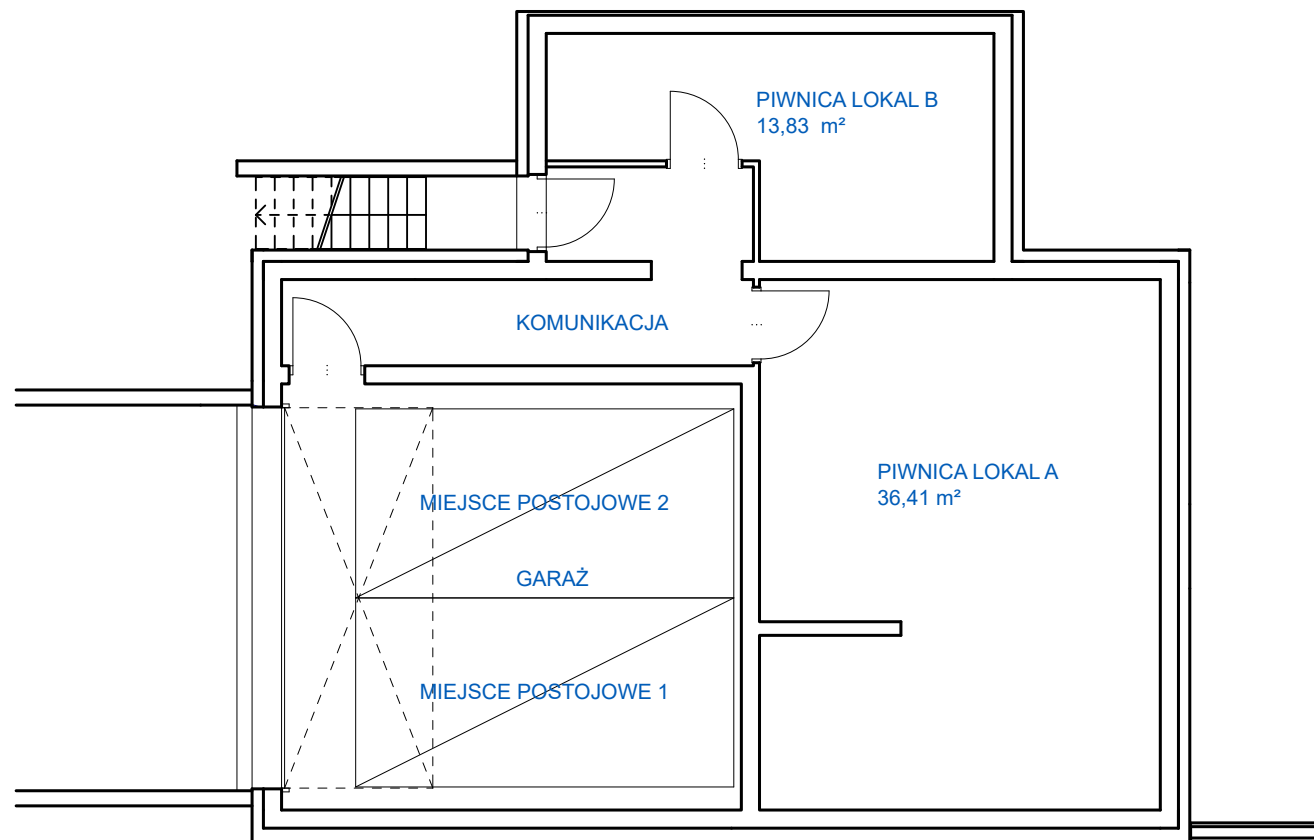 PIWNICA LOKAL B
13,83 m²
KOMUNIKACJA
PIWNICA LOKAL A
36,41 m²
MIEJSCE POSTOJOWE 2
GARAŻ
MIEJSCE POSTOJOWE 1